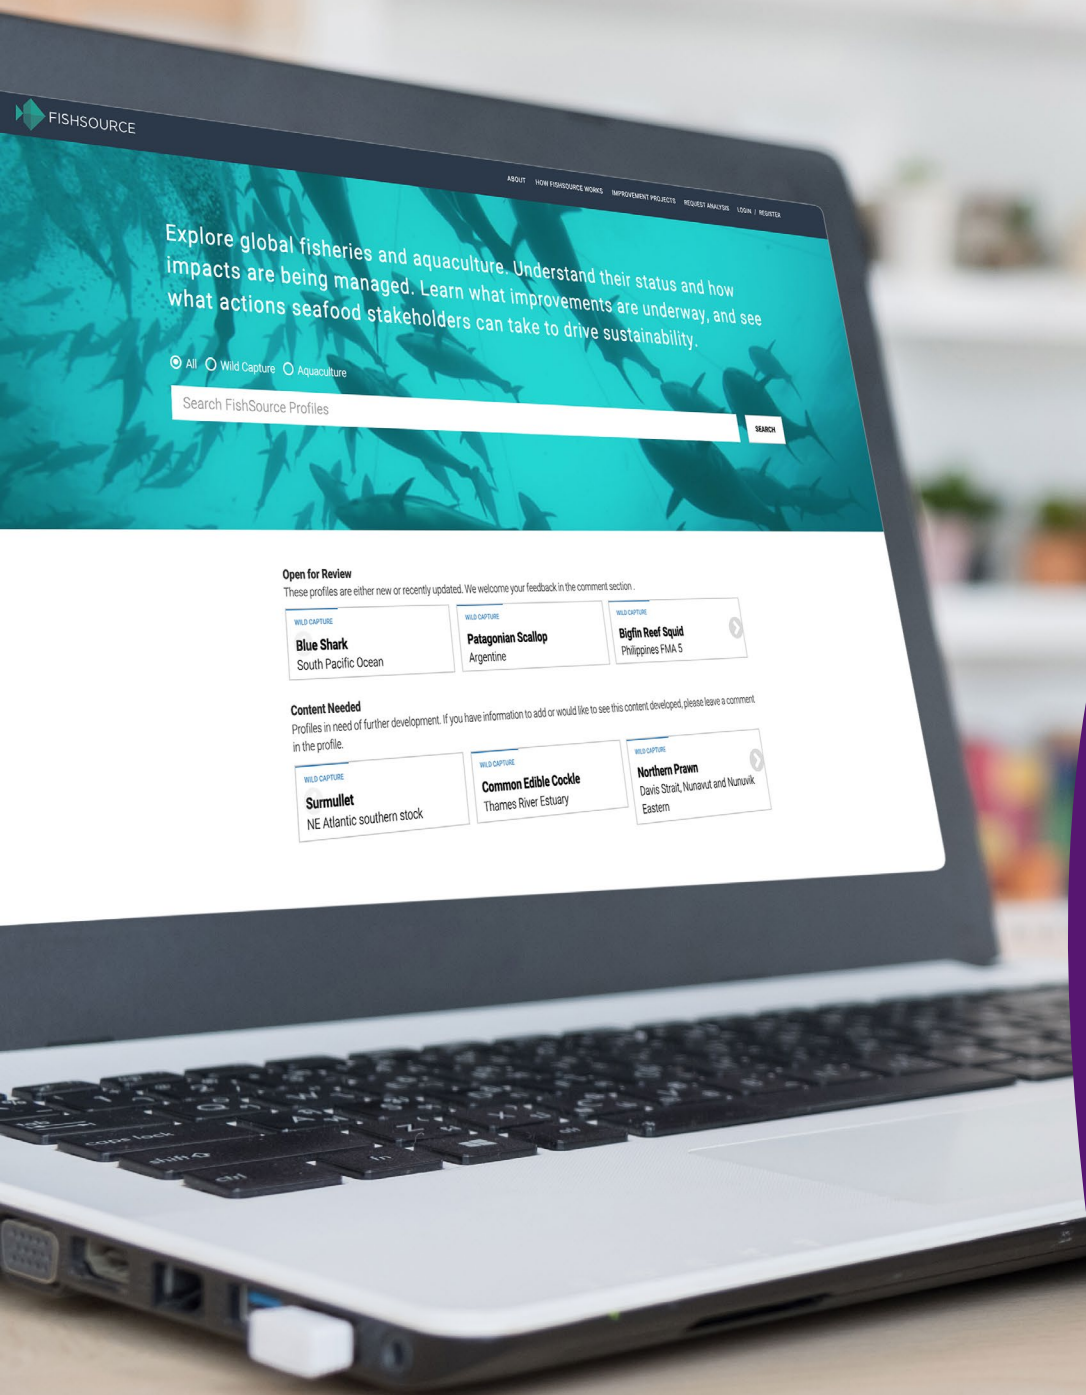 FISHSOURCE
ABOUT HOW FISHSOURCE WORKS IMPROVEMENT PROJECTS REQUEST ANALYSIS LOGIN / REGISTER
Explore global fisheries and aquaculture. Understand their status and how
impacts are being managed. Learn what improvements are underway, and see
what actions seafood stakeholders can take to drive sustainability.
All Wild Capture Aquaculture
Search FishSource Profiles
SEARCH
Open for Review
These profiles are either new or recently updated. We welcome your feedback in the comment section .
WILD CAPTURE
Blue Shark
South Pacific Ocean
WILD CAPTURE
Patagonian Scallop
Argentine
WILD CAPTURE
Bigfin Reef Squid
Philippines FMA 5
Content Needed
Profiles in need of further development. If you have information to add or would like to see this content developed, please leave a comment
in the profile.
WILD CAPTURE
Surmullet
NE Atlantic southern stock
WILD CAPTURE
Common Edible Cockle
Thames River Estuary
WILD CAPTURE
Northern Prawn
Davis Strait, Nunavut and Nunuvik
Eastern
caps lock
shift
fn
ctrl